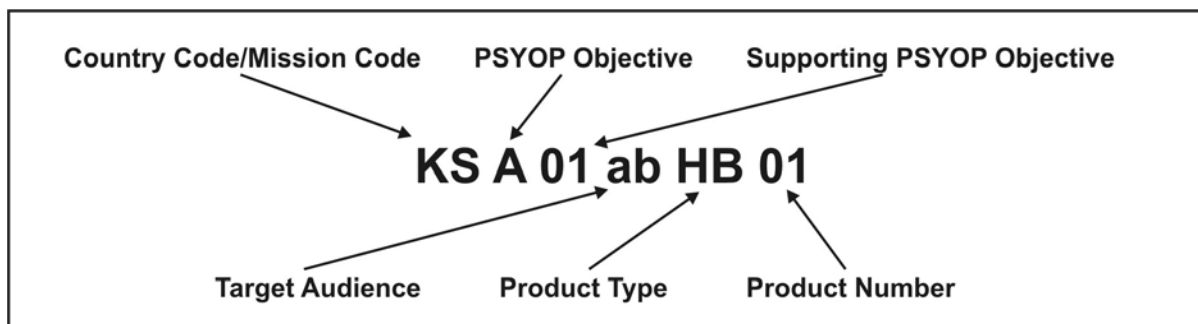 Country Code/Mission Code PSYOP Objective Supporting PSYOP Objective
KS A 01 ab HB 01
Target Audience Product Type Product Number